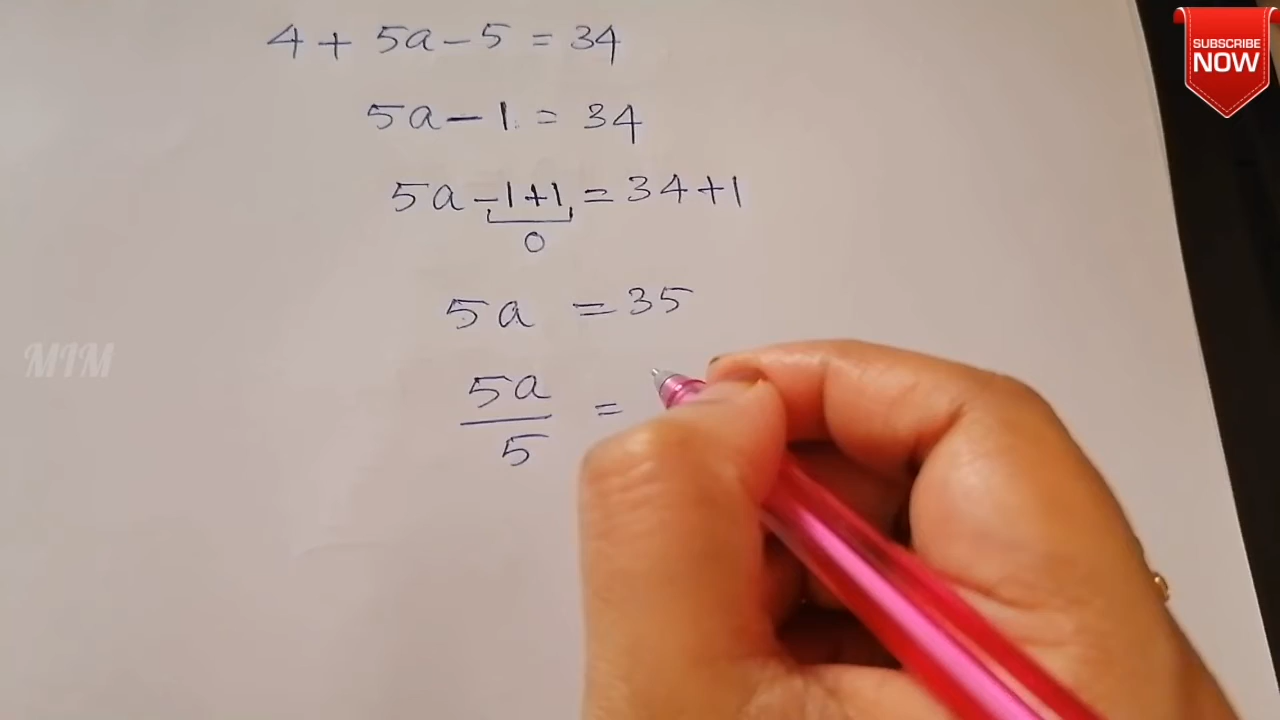 4 + 5a - 5 = 34
5a - 1 = 34
5a - 1 + 1 = 34 + 1
0
5a = 35
5a
5
=
SUBSCRIBE
NOW
MIM